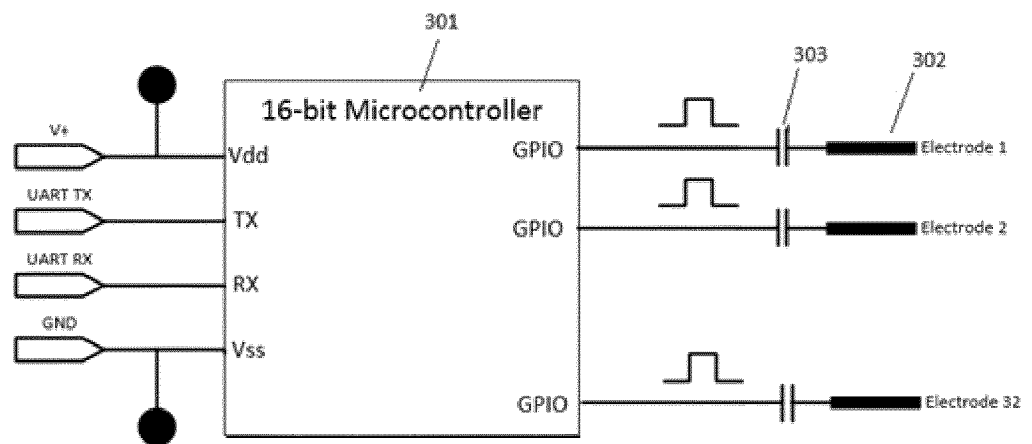 301
16-bit Microcontroller
303
302
V+
Vdd
GPIO
Electrode 1
UART TX
TX
GPIO
Electrode 2
UART RX
RX
GND
Vss
GPIO
Electrode 32